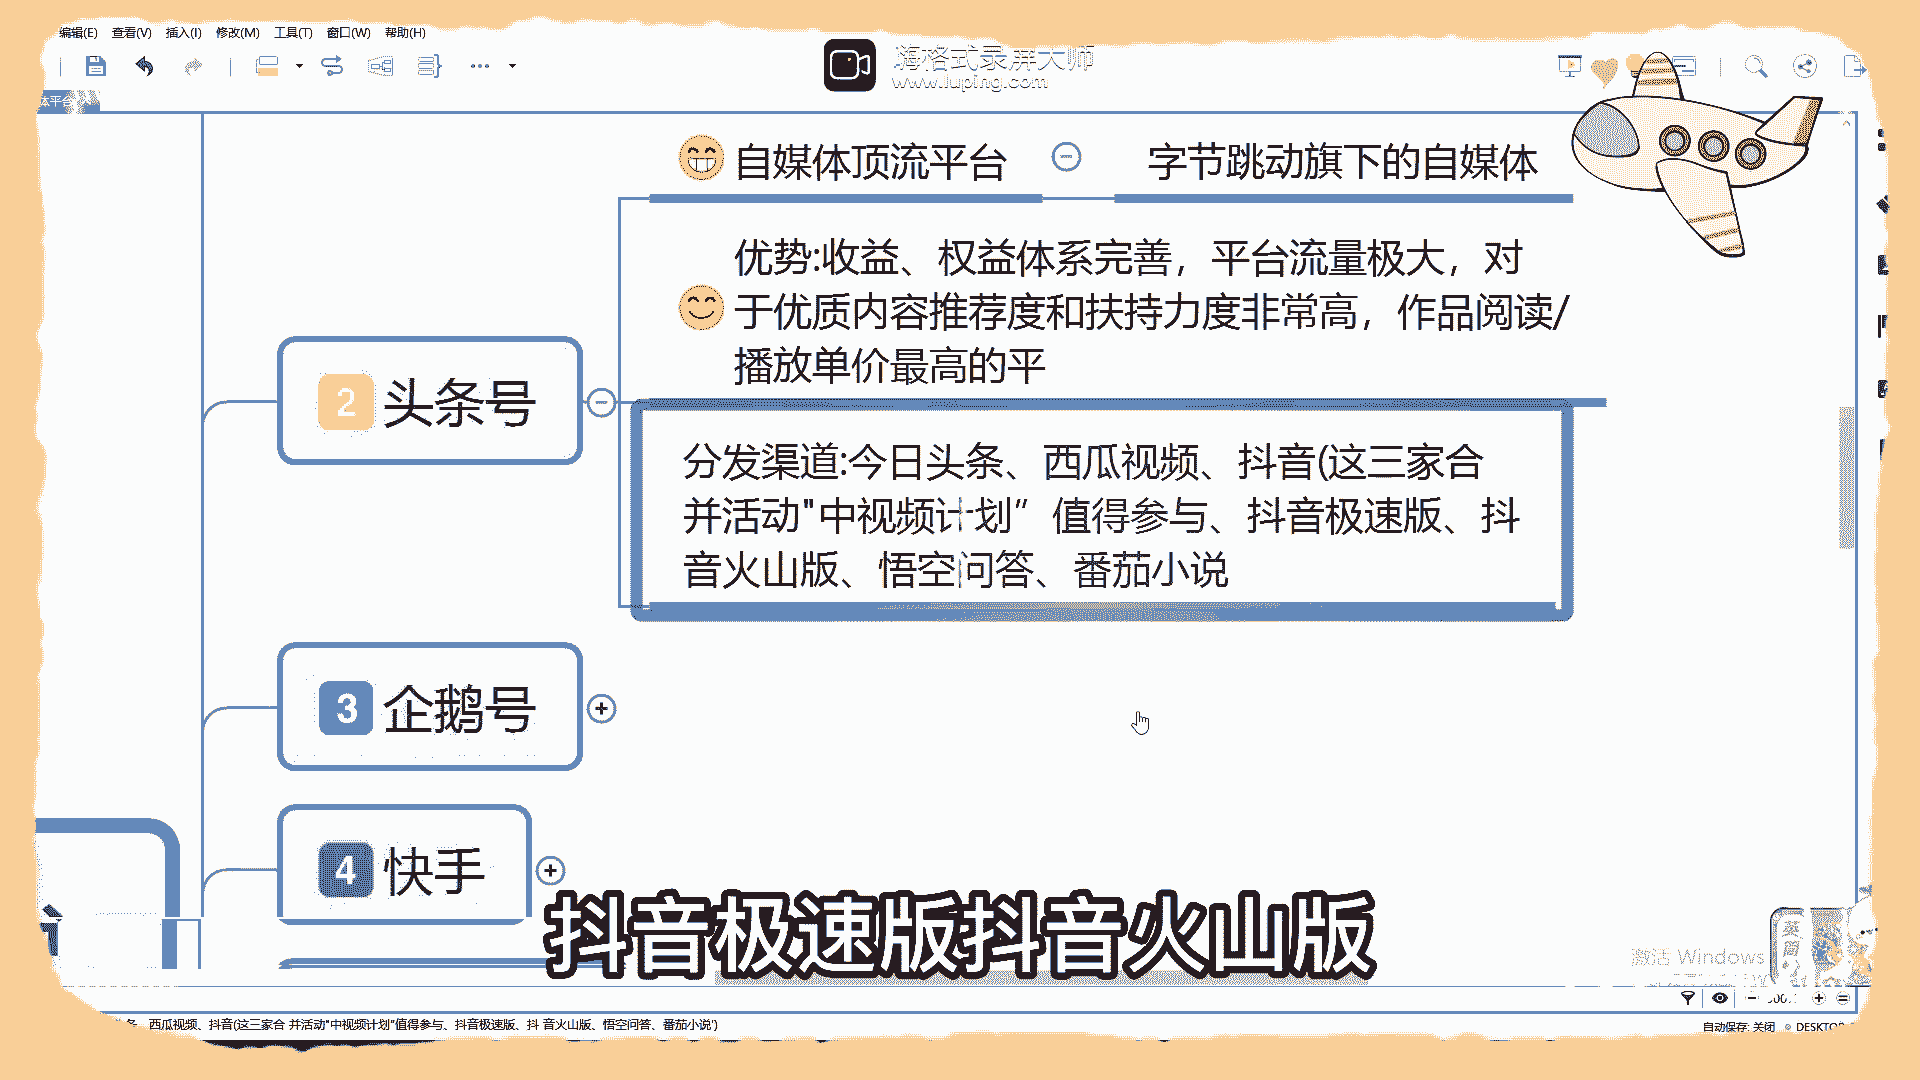 编辑(E) 查看(V) 插入(I) 修改(M) 工具(T) 窗口(W) 帮助(H)
嗨格式录屏大师
www.luping.com
自媒体顶流平台
字节跳动旗下的自媒体
优势:收益、权益体系完善，平台流量极大，对
于优质内容推荐度和扶持力度非常高，作品阅读/
播放单价最高的平
2 头条号
分发渠道:今日头条、西瓜视频、抖音(这三家合
并活动"中视频计划”值得参与、抖音极速版、抖
音火山版、悟空问答、番茄小说
3 企鹅号
4 快手
抖音极速版抖音火山版
激活 Windows
西瓜视频、抖音(这三家合 并活动"中视频计划"值得参与、抖音极速版、抖 音火山版、悟空问答、番茄小说')
自动保存: 关闭